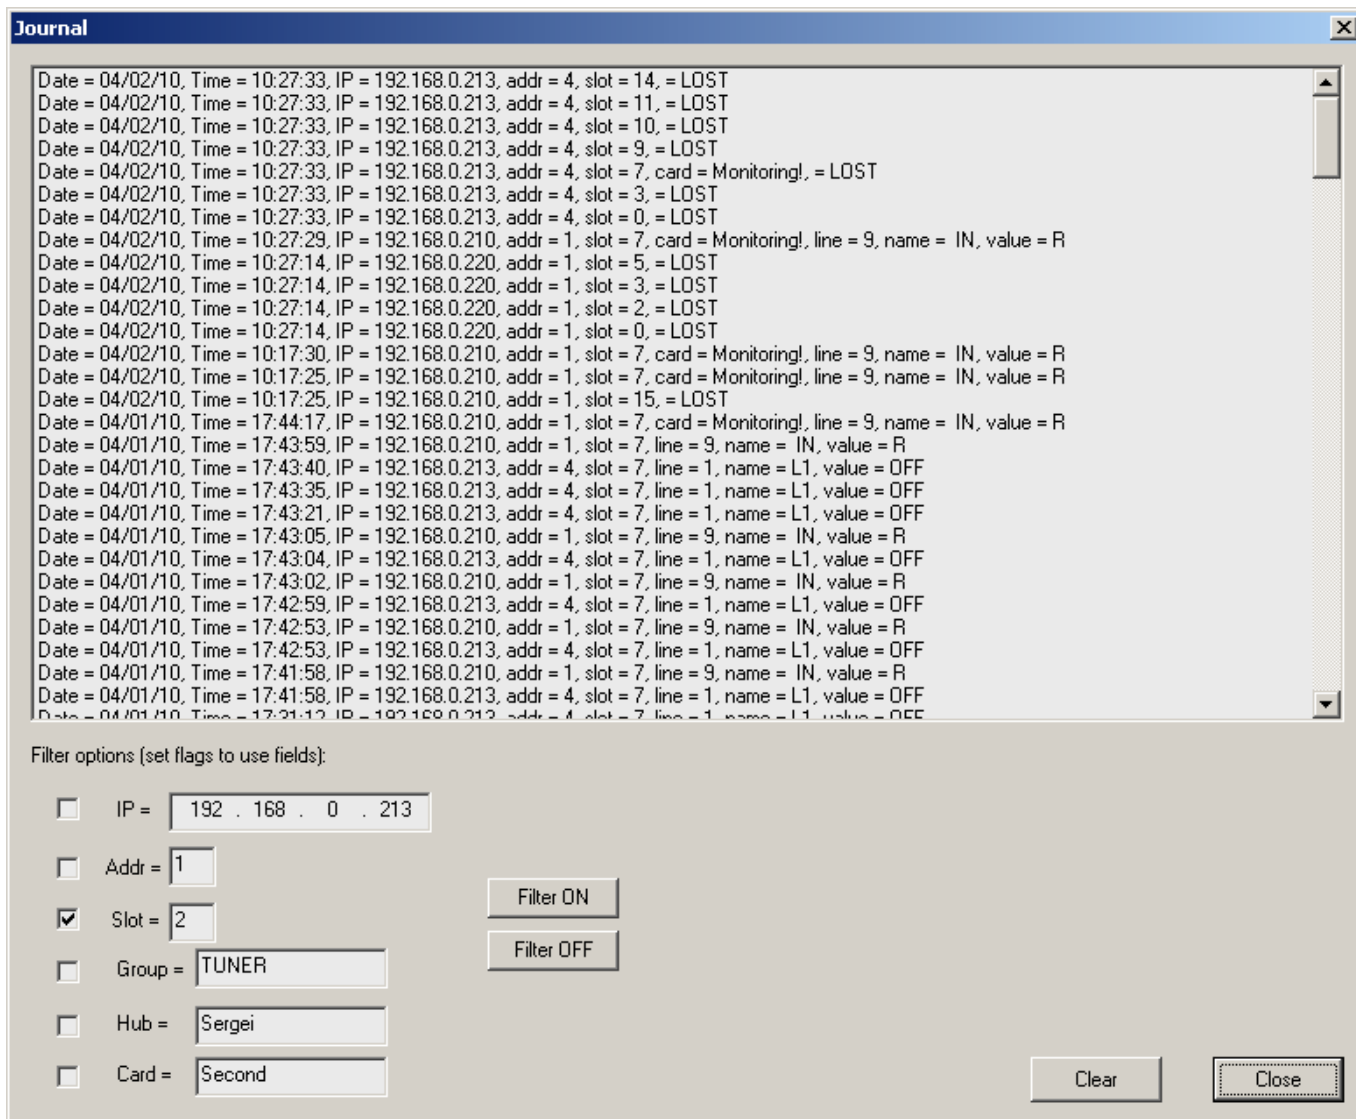 Journal
Date = 04/02/10, Time = 10:27:33, IP = 192.168.0.213, addr = 4, slot = 14, = LOST
Date = 04/02/10, Time = 10:27:33, IP = 192.168.0.213, addr = 4, slot = 11, = LOST
Date = 04/02/10, Time = 10:27:33, IP = 192.168.0.213, addr = 4, slot = 10, = LOST
Date = 04/02/10, Time = 10:27:33, IP = 192.168.0.213, addr = 4, slot = 9, = LOST
Date = 04/02/10, Time = 10:27:33, IP = 192.168.0.213, addr = 4, slot = 7, card = Monitoring!, = LOST
Date = 04/02/10, Time = 10:27:33, IP = 192.168.0.213, addr = 4, slot = 3, = LOST
Date = 04/02/10, Time = 10:27:33, IP = 192.168.0.213, addr = 4, slot = 0, = LOST
Date = 04/02/10, Time = 10:27:29, IP = 192.168.0.210, addr = 1, slot = 7, card = Monitoring!, line = 9, name =  IN, value = R
Date = 04/02/10, Time = 10:27:14, IP = 192.168.0.220, addr = 1, slot = 5, = LOST
Date = 04/02/10, Time = 10:27:14, IP = 192.168.0.220, addr = 1, slot = 3, = LOST
Date = 04/02/10, Time = 10:27:14, IP = 192.168.0.220, addr = 1, slot = 2, = LOST
Date = 04/02/10, Time = 10:27:14, IP = 192.168.0.220, addr = 1, slot = 0, = LOST
Date = 04/02/10, Time = 10:17:30, IP = 192.168.0.210, addr = 1, slot = 7, card = Monitoring!, line = 9, name =  IN, value = R
Date = 04/02/10, Time = 10:17:25, IP = 192.168.0.210, addr = 1, slot = 7, card = Monitoring!, line = 9, name =  IN, value = R
Date = 04/02/10, Time = 10:17:25, IP = 192.168.0.210, addr = 1, slot = 15, = LOST
Date = 04/01/10, Time = 17:44:17, IP = 192.168.0.210, addr = 1, slot = 7, card = Monitoring!, line = 9, name =  IN, value = R
Date = 04/01/10, Time = 17:43:59, IP = 192.168.0.210, addr = 1, slot = 7, line = 9, name =  IN, value = R
Date = 04/01/10, Time = 17:43:40, IP = 192.168.0.213, addr = 4, slot = 7, line = 1, name = L1, value = OFF
Date = 04/01/10, Time = 17:43:35, IP = 192.168.0.213, addr = 4, slot = 7, line = 1, name = L1, value = OFF
Date = 04/01/10, Time = 17:43:21, IP = 192.168.0.213, addr = 4, slot = 7, line = 1, name = L1, value = OFF
Date = 04/01/10, Time = 17:43:05, IP = 192.168.0.210, addr = 1, slot = 7, line = 9, name =  IN, value = R
Date = 04/01/10, Time = 17:43:04, IP = 192.168.0.213, addr = 4, slot = 7, line = 1, name = L1, value = OFF
Date = 04/01/10, Time = 17:43:02, IP = 192.168.0.210, addr = 1, slot = 7, line = 9, name =  IN, value = R
Date = 04/01/10, Time = 17:42:59, IP = 192.168.0.213, addr = 4, slot = 7, line = 1, name = L1, value = OFF
Date = 04/01/10, Time = 17:42:53, IP = 192.168.0.210, addr = 1, slot = 7, line = 9, name =  IN, value = R
Date = 04/01/10, Time = 17:42:53, IP = 192.168.0.213, addr = 4, slot = 7, line = 1, name = L1, value = OFF
Date = 04/01/10, Time = 17:41:58, IP = 192.168.0.210, addr = 1, slot = 7, line = 9, name =  IN, value = R
Date = 04/01/10, Time = 17:41:58, IP = 192.168.0.213, addr = 4, slot = 7, line = 1, name = L1, value = OFF
Date = 04/01/10, Time = 17:31:12, IP = 192.168.0.213, addr = 4, slot = 7, line = 1, name = L1, value = OFF
Filter options (set flags to use fields):
IP = 192 . 168 . 0 . 213
Addr = 1
Filter ON
Slot = 2
Filter OFF
Group = TUNER
Hub = Sergei
Card = Second
Clear
Close